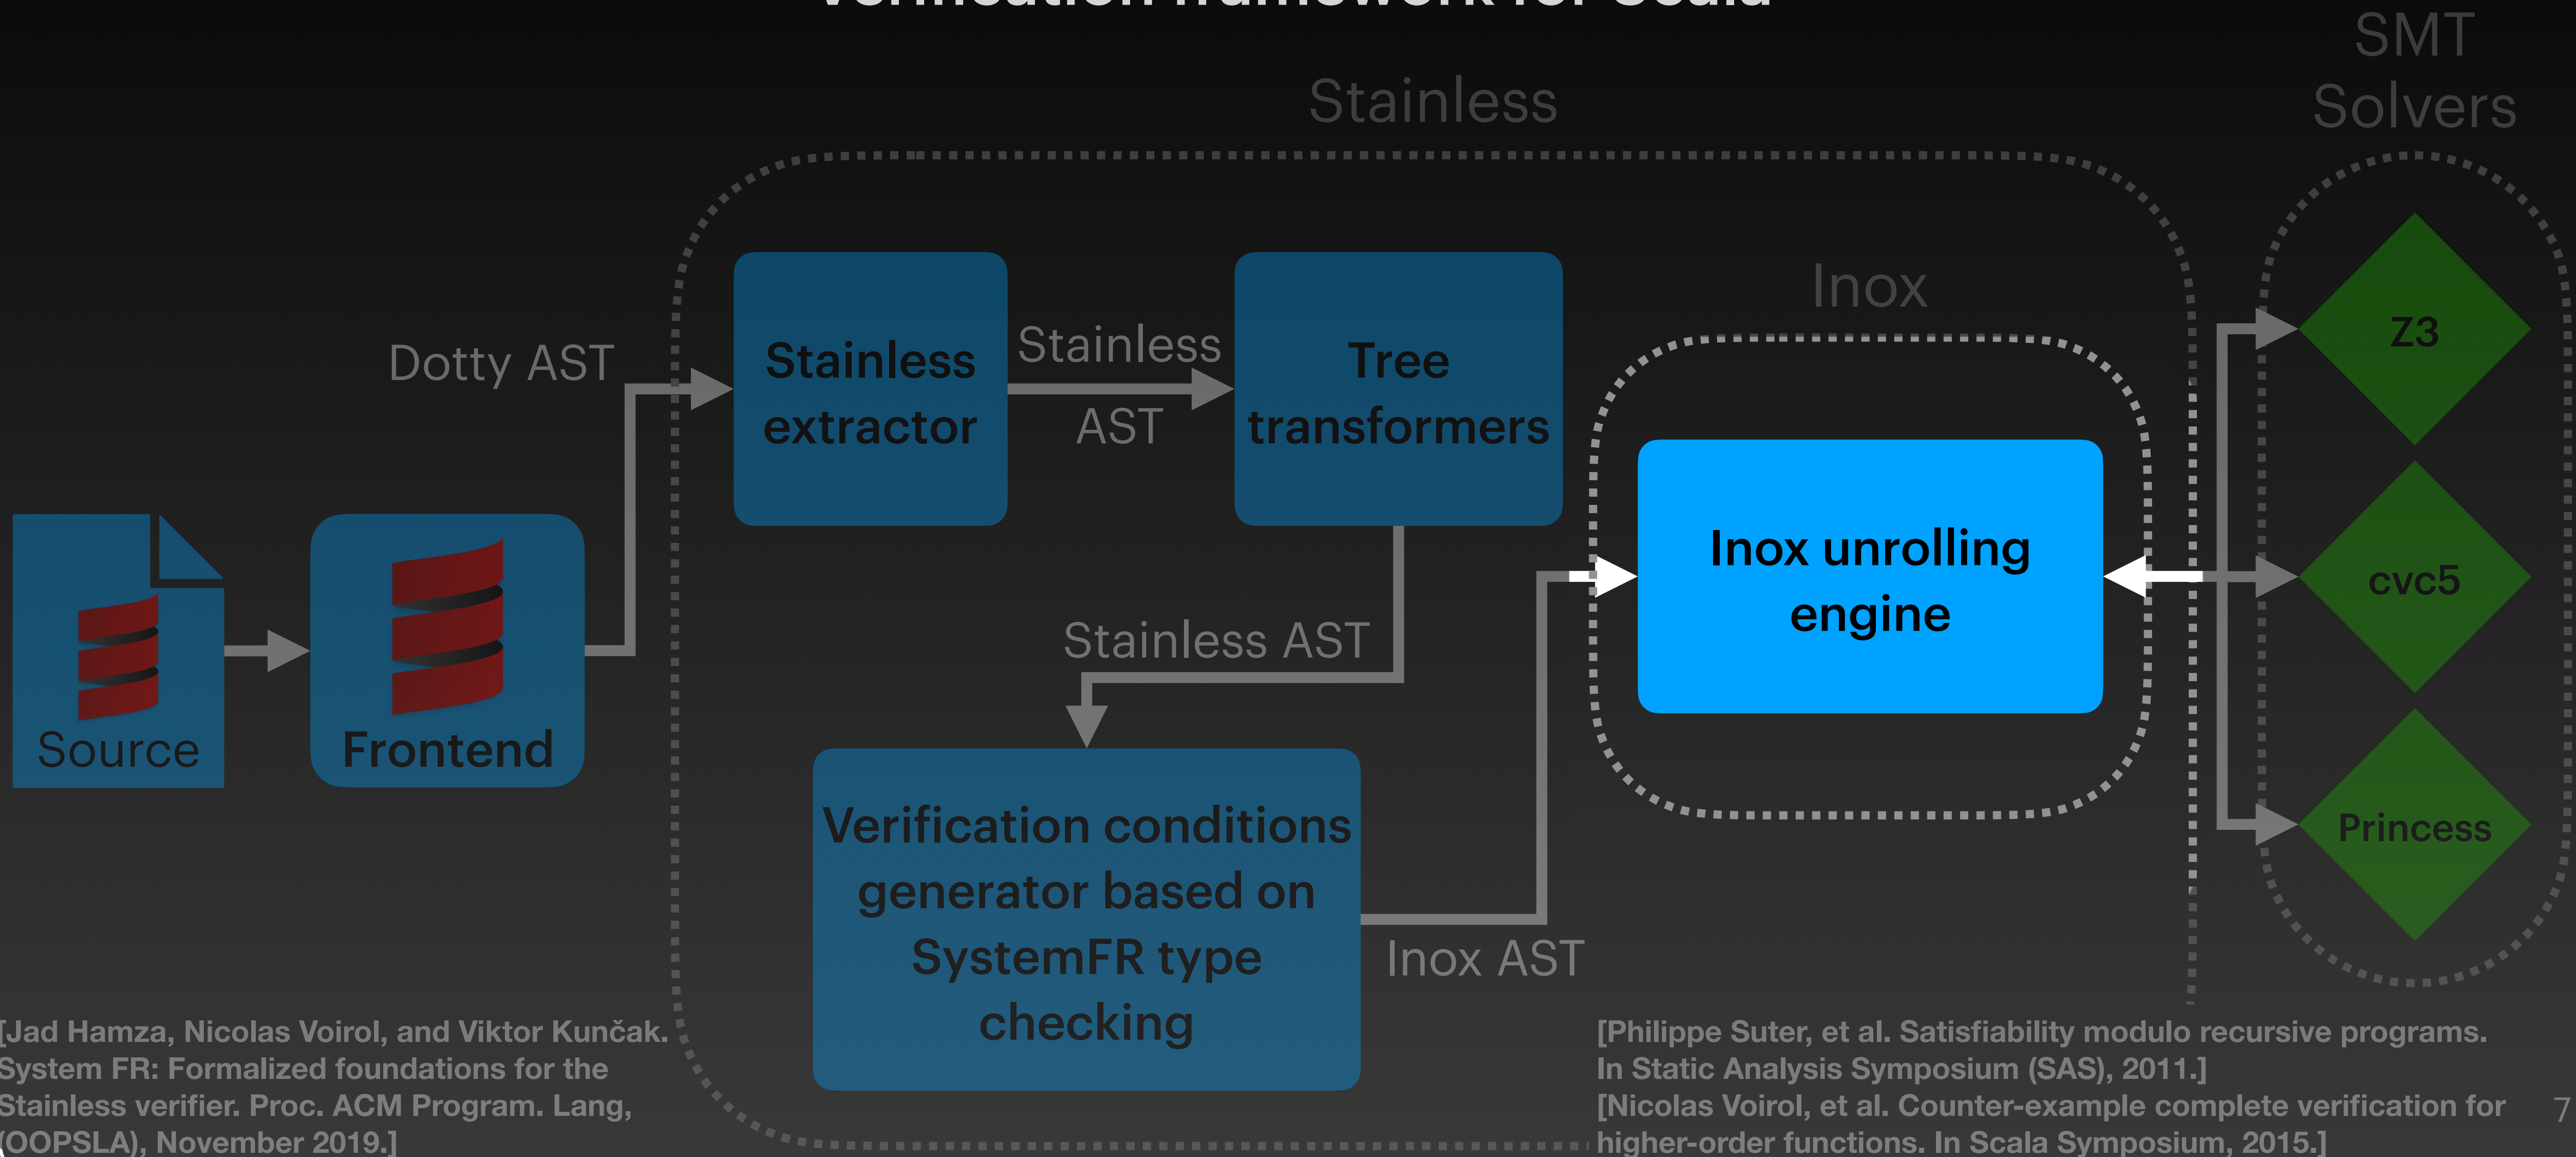 verification framework for Scala
SMT
Solvers
Stainless
Inox
Dotty AST
Stainless
extractor
Stainless
AST
Tree
transformers
Z3
Inox unrolling
engine
cvc5
Source
Frontend
Stainless AST
Princess
Verification conditions
generator based on
SystemFR type
checking
Inox AST
[Jad Hamza, Nicolas Voirol, and Viktor Kunčak.
System FR: Formalized foundations for the
Stainless verifier. Proc. ACM Program. Lang,
(OOPSLA), November 2019.]
[Philippe Suter, et al. Satisfiability modulo recursive programs.
In Static Analysis Symposium (SAS), 2011.]
[Nicolas Voirol, et al. Counter-example complete verification for
higher-order functions. In Scala Symposium, 2015.]
7